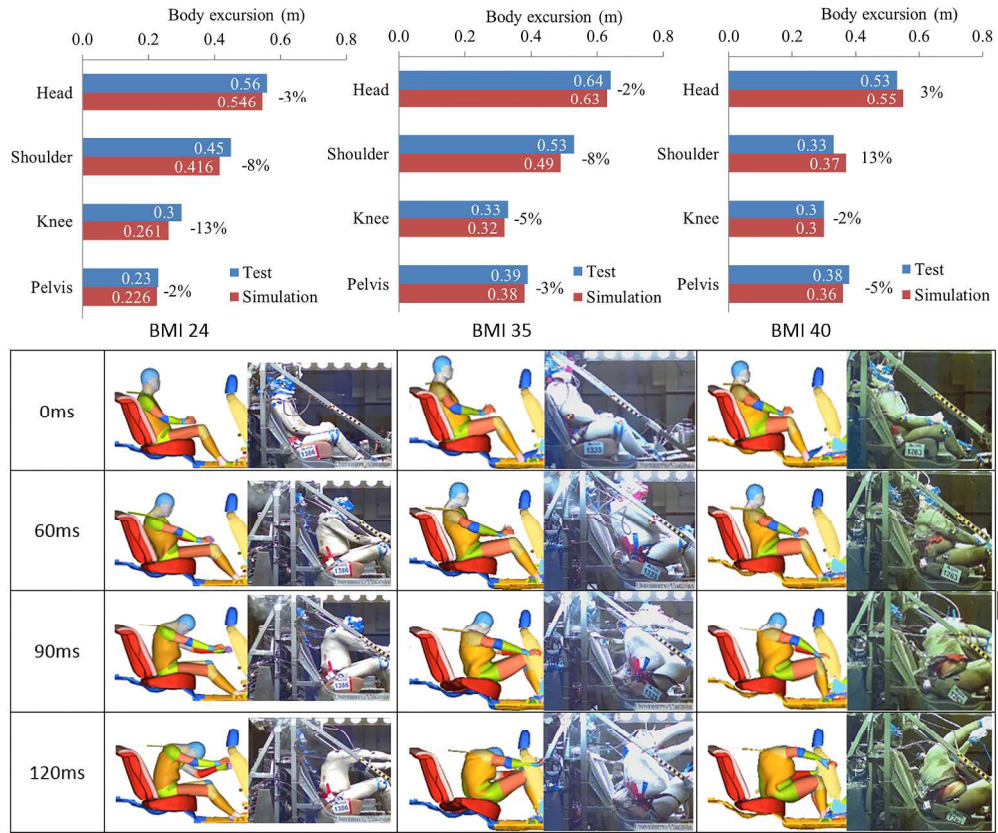 Body excursion (m)
0.0 0.2 0.4 0.6 0.8
Head 0.56 0.546 -3%
Shoulder 0.45 0.416 -8%
Knee 0.3 0.261 -13%
Pelvis 0.23 0.226 -2%
Test
Simulation
BMI 24
Body excursion (m)
0.0 0.2 0.4 0.6 0.8
Head 0.64 0.63 -2%
Shoulder 0.53 0.49 -8%
Knee 0.33 0.32 -5%
Pelvis 0.39 0.38 -3%
Test
Simulation
BMI 35
Body excursion (m)
0.0 0.2 0.4 0.6 0.8
Head 0.53 0.55 3%
Shoulder 0.33 0.37 13%
Knee 0.3 0.3 -2%
Pelvis 0.38 0.36 -5%
Test
Simulation
BMI 40
0ms
1386
1333
1263
60ms
1386
1263
90ms
1386
120ms
1386